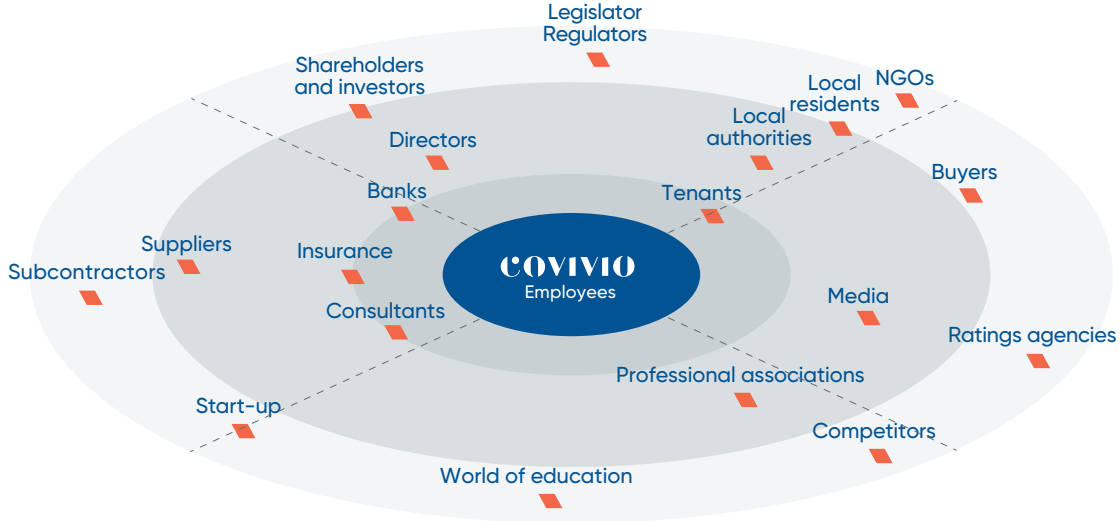 Legislator
Regulators
Shareholders
and investors
Local
residents
NGOs
Directors
Local
authorities
Banks
Tenants
Buyers
Suppliers
Insurance
Subcontractors
COVIVIO
Employees
Consultants
Media
Ratings agencies
Professional associations
Start-up
Competitors
World of education